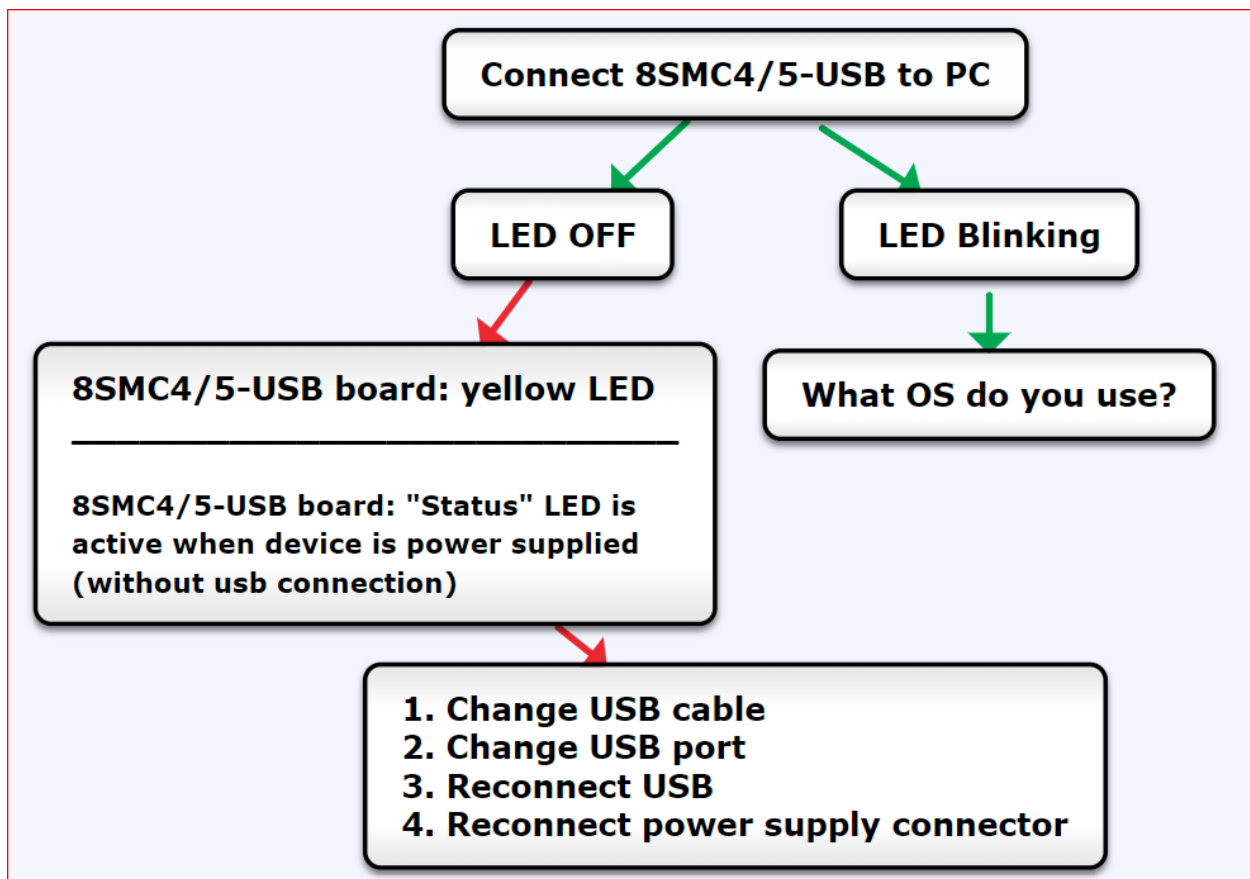 Connect 8SMC4/5-USB to PC
LED OFF
LED Blinking
8SMC4/5-USB board: yellow LED
What OS do you use?
8SMC4/5-USB board: "Status" LED is
active when device is power supplied
(without usb connection)
1. Change USB cable
2. Change USB port
3. Reconnect USB
4. Reconnect power supply connector